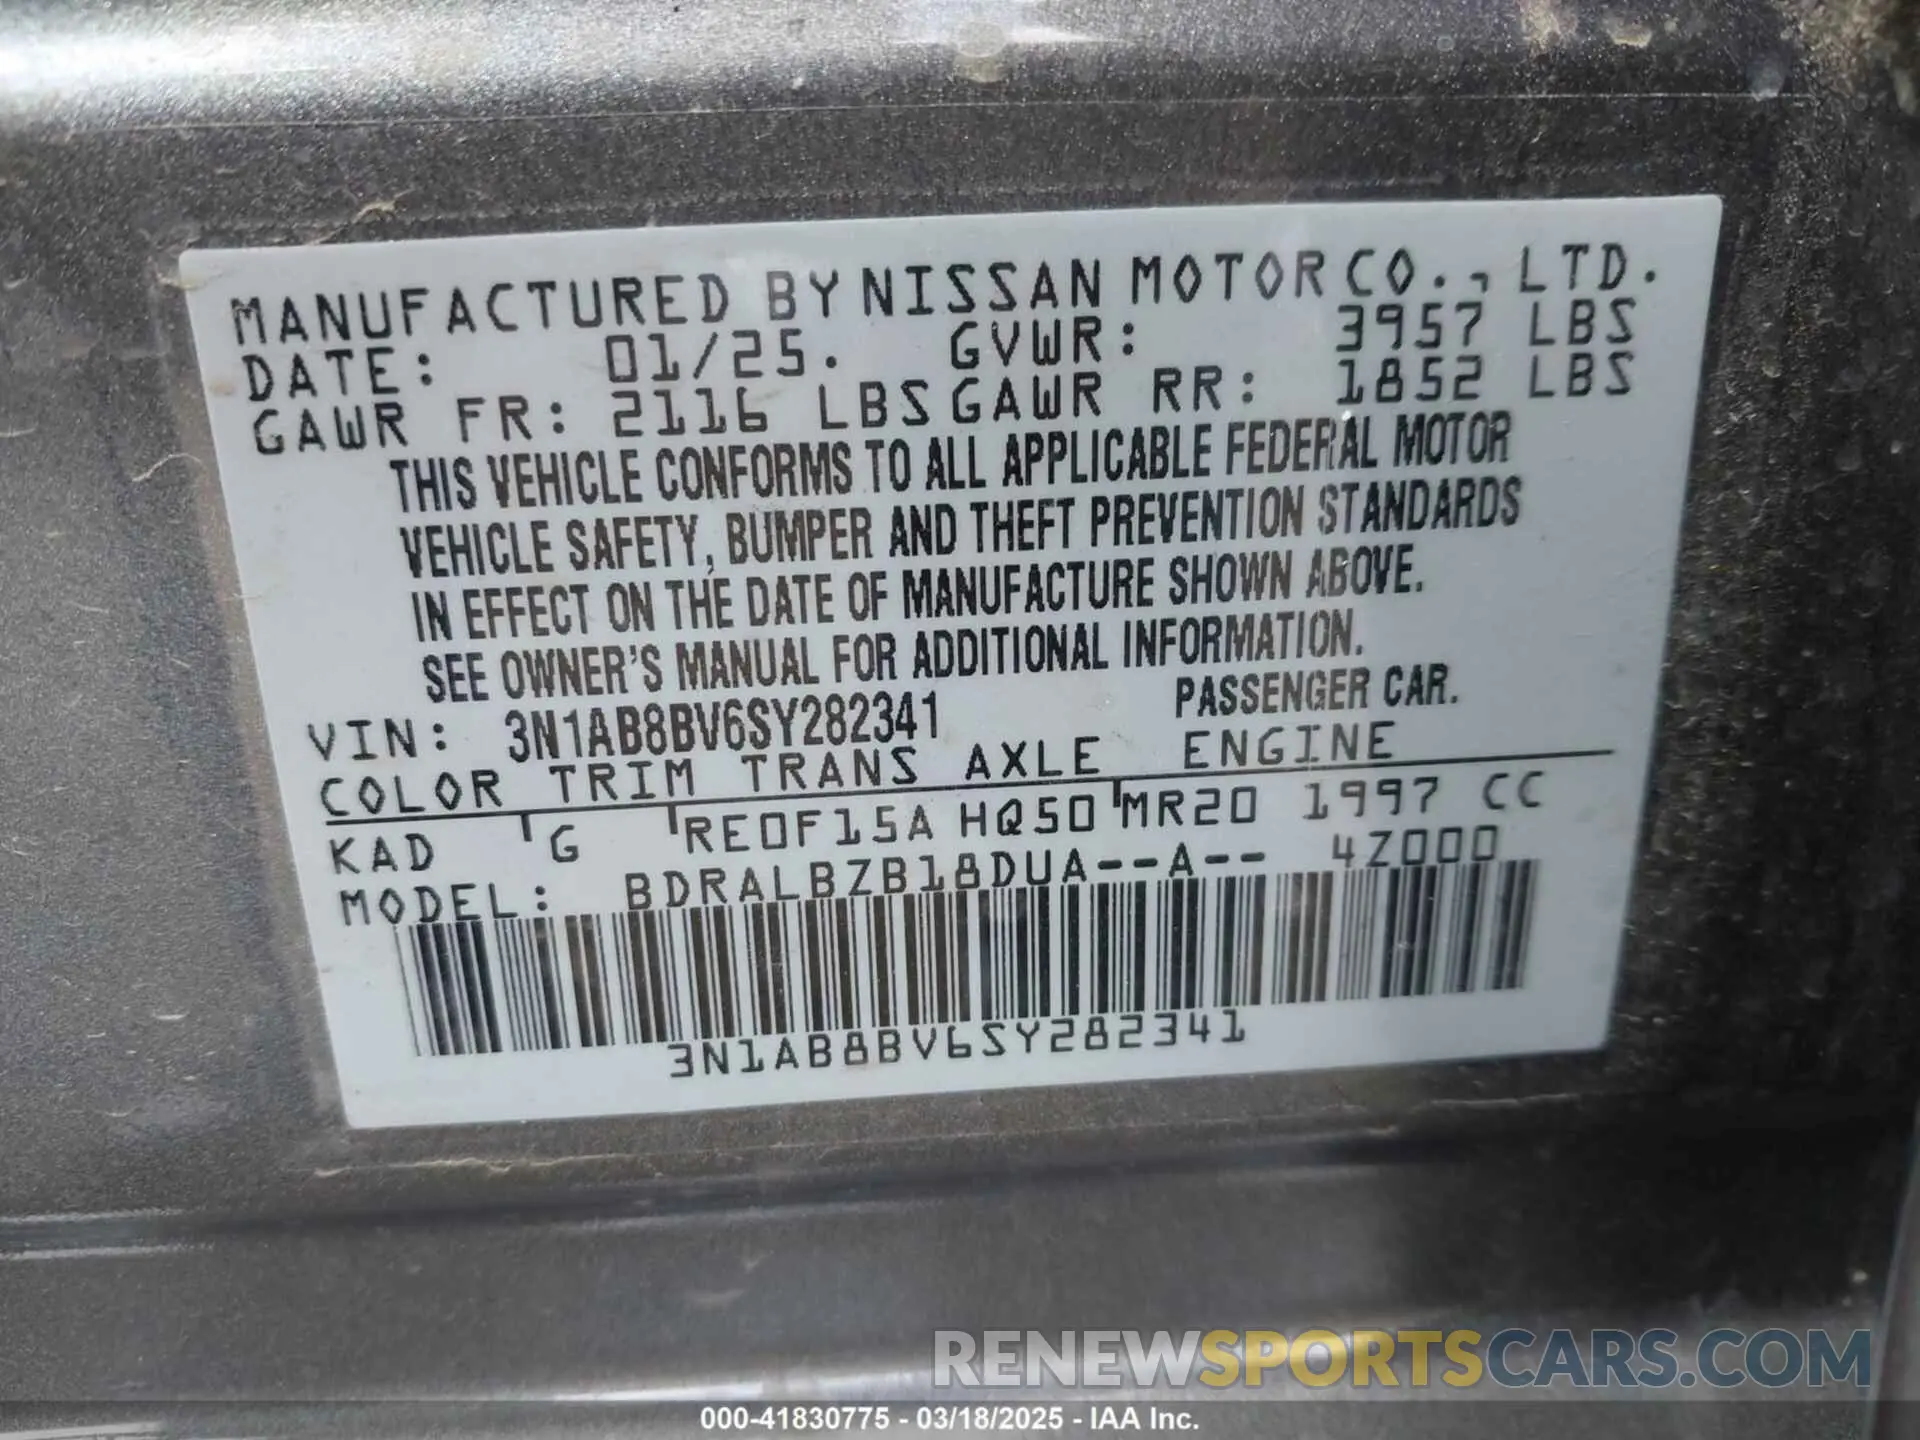 MANUFACTURED BY NISSAN MOTOR CO., LTD.
DATE: 01/25. GVWR: 3957 LBS
GAWR FR: 2116 LBS GAWR RR: 1852 LBS
THIS VEHICLE CONFORMS TO ALL APPLICABLE FEDERAL MOTOR
VEHICLE SAFETY, BUMPER AND THEFT PREVENTION STANDARDS
IN EFFECT ON THE DATE OF MANUFACTURE SHOWN ABOVE.
SEE OWNER'S MANUAL FOR ADDITIONAL INFORMATION.
VIN: 3N1AB8BV6SY282341 PASSENGER CAR.
COLOR TRIM TRANS AXLE ENGINE
KAD G RE0F15A HQ50 MR20 1997 CC
MODEL: BDRALBZB18DUA--A-- 4Z000
3N1AB8BV6SY282341
RENEWSPORTSCARS.COM
000-41830775 - 03/18/2025 - IAA Inc.